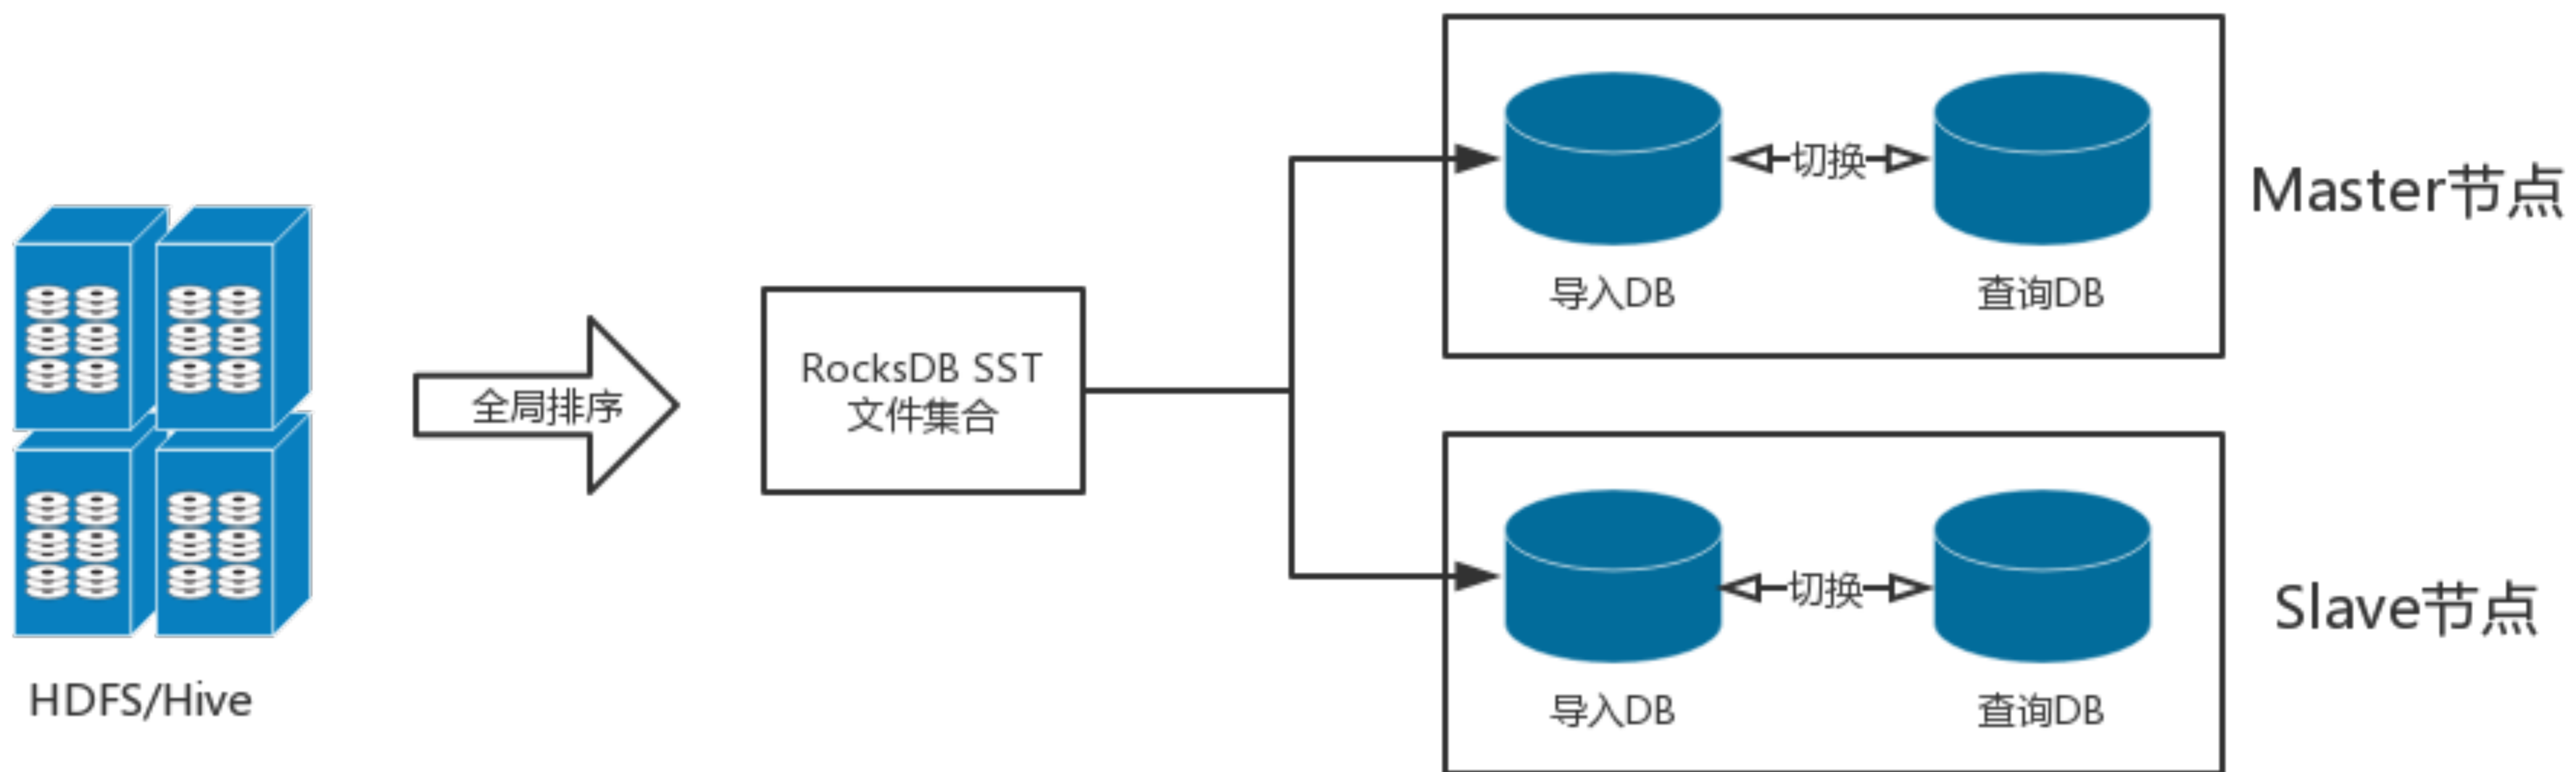 HDFS/Hive
全局排序
RocksDB SST
文件集合
切换
导入DB
查询DB
Master节点
切换
导入DB
查询DB
Slave节点